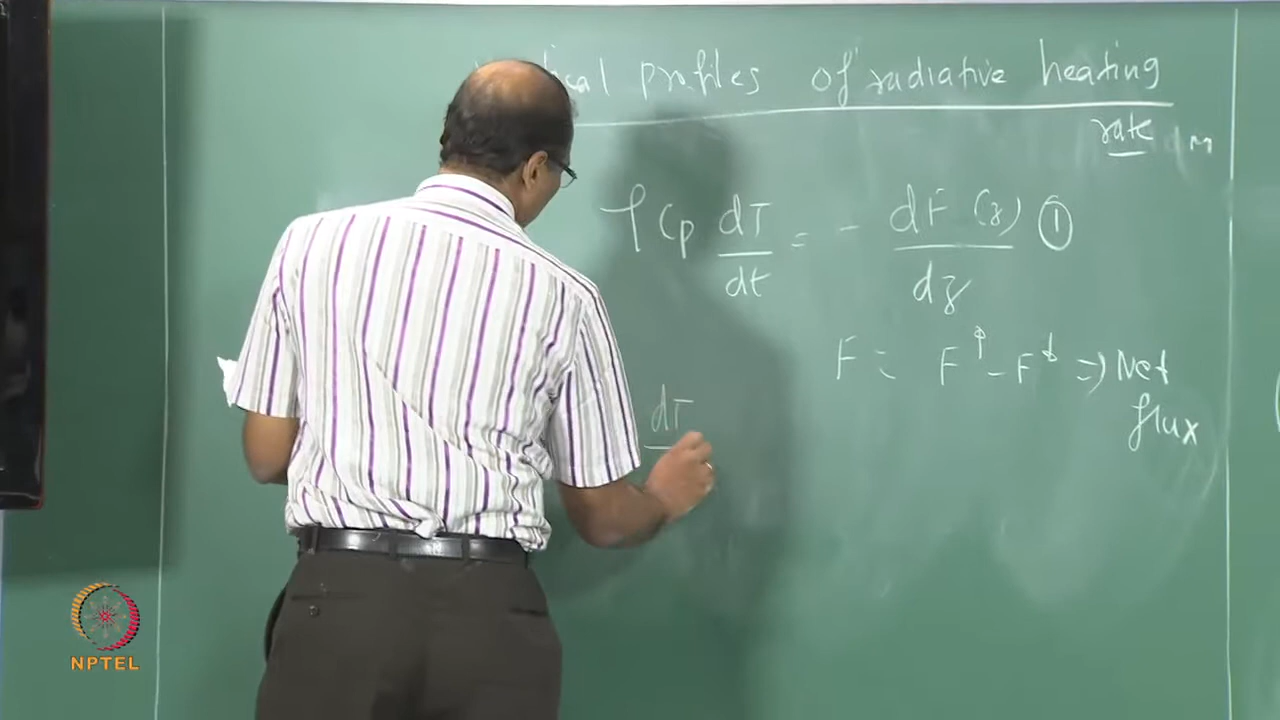 profiles of radiative heating
rate
ρ Cp dT/dt = - dF(z)/dz ①
F = F↑ - F↓ => Net
flux
dT
NPTEL